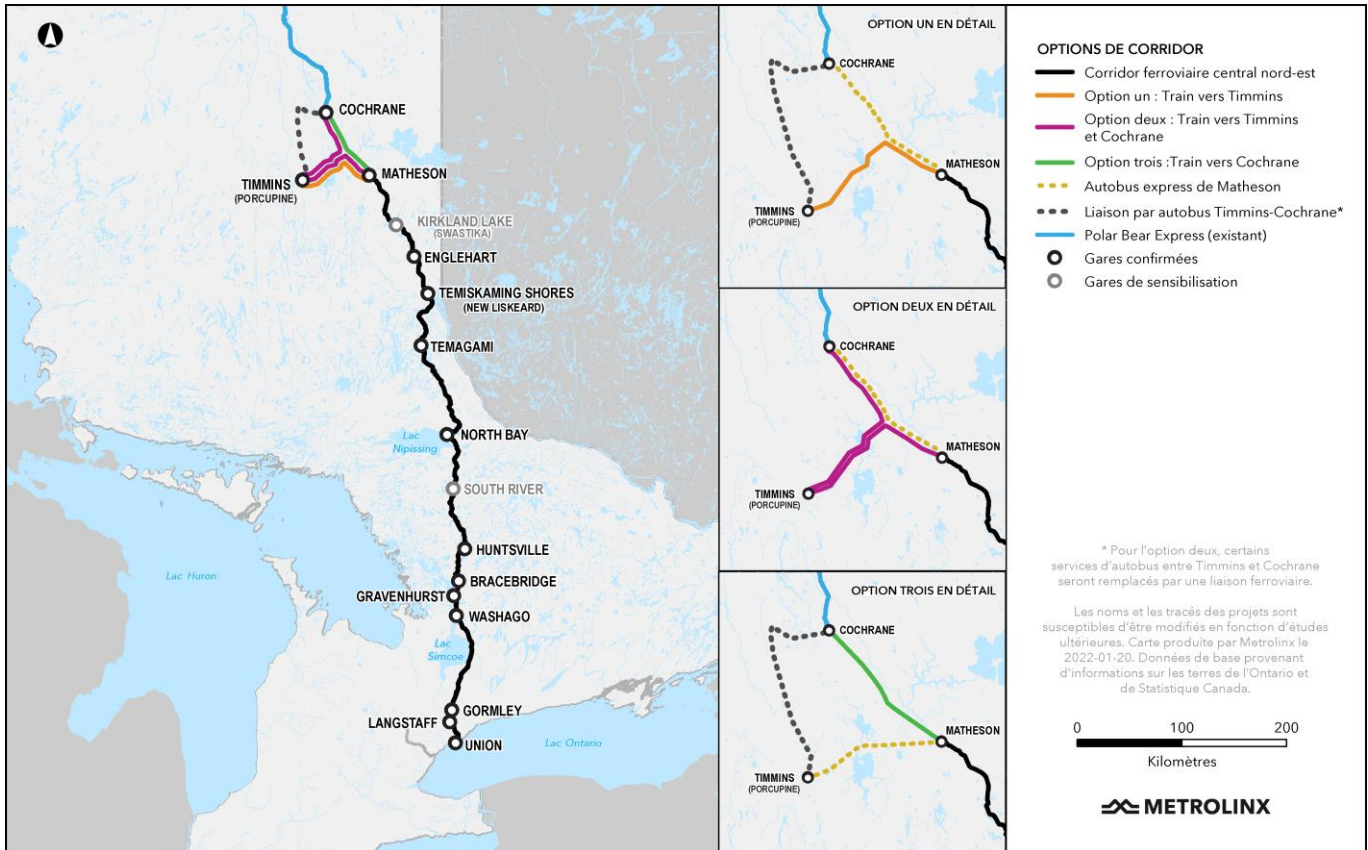 COCHRANE
TIMMINS
(PORCUPINE)
MATHESON
KIRKLAND LAKE
(SWASTIKA)
ENGLEHART
TEMISKAMING SHORES
(NEW LISKEARD)
TEMAGAMI
NORTH BAY
Lac
Nipissing
SOUTH RIVER
HUNTSVILLE
BRACEBRIDGE
GRAVENHURST
WASHAGO
Lac
Simcoe
GORMLEY
LANGSTAFF
UNION
Lac Huron
Lac Ontario
OPTION UN EN DÉTAIL
COCHRANE
MATHESON
TIMMINS
(PORCUPINE)
OPTION DEUX EN DÉTAIL
COCHRANE
MATHESON
TIMMINS
(PORCUPINE)
OPTION TROIS EN DÉTAIL
COCHRANE
MATHESON
TIMMINS
(PORCUPINE)
OPTIONS DE CORRIDOR
Corridor ferroviaire central nord-est
Option un : Train vers Timmins
Option deux : Train vers Timmins
et Cochrane
Option trois :Train vers Cochrane
Autobus express de Matheson
Liaison par autobus Timmins-Cochrane*
Polar Bear Express (existant)
Gares confirmées
Gares de sensibilisation
* Pour l'option deux, certains
services d'autobus entre Timmins et Cochrane
seront remplacés par une liaison ferroviaire.
Les noms et les tracés des projets sont
susceptibles d'être modifiés en fonction d'études
ultérieures. Carte produite par Metrolinx le
2022-01-20. Données de base provenant
d'informations sur les terres de l'Ontario et
de Statistique Canada.
0 100 200
Kilomètres
METROLINX